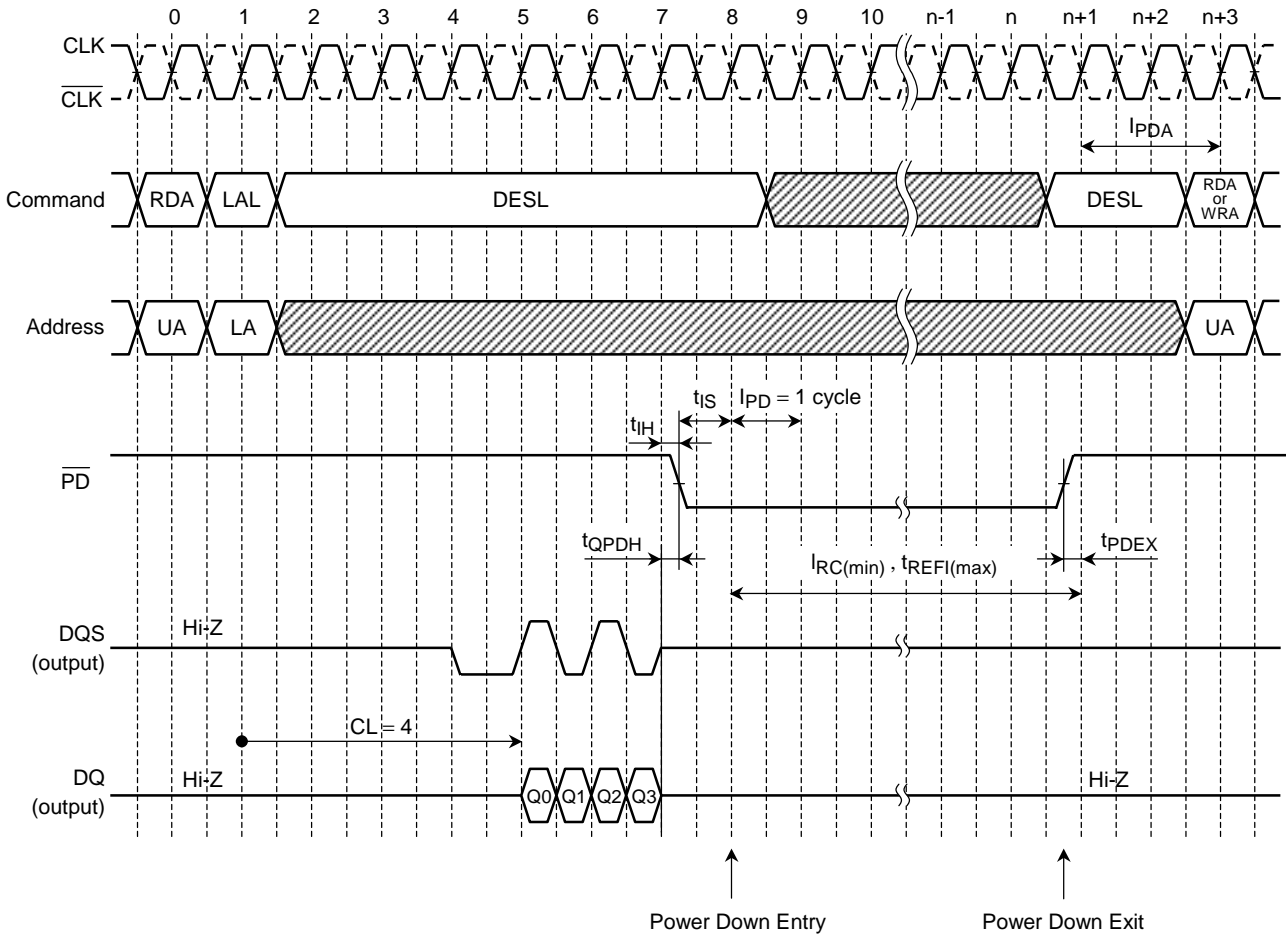 0 1 2 3 4 5 6 7 8 9 10 n-1 n n+1 n+2 n+3
CLK
CLK
IPDA
Command RDA LAL DESL DESL RDA or WRA
Address UA LA UA
tIS IPD = 1 cycle
tIH
PD
tQPDH tPDEX
IRC(min) , tREFI(max)
DQS (output) Hi-Z
CL = 4
DQ (output) Hi-Z Q0 Q1 Q2 Q3 Hi-Z
Power Down Entry Power Down Exit